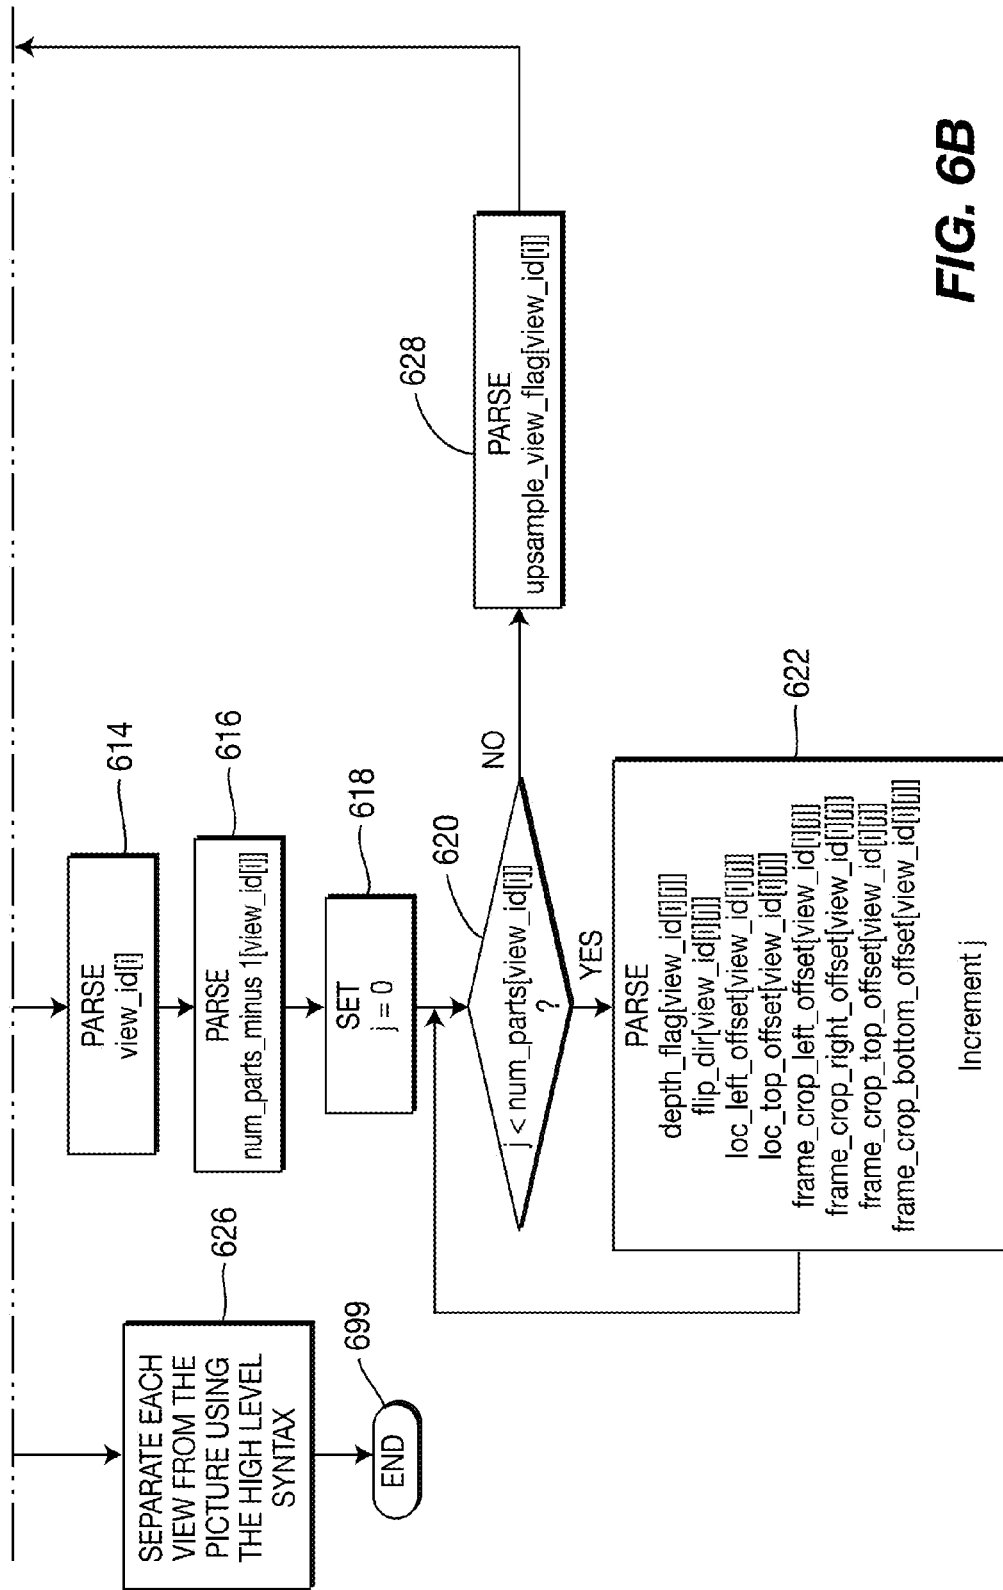 SEPARATE EACH
VIEW FROM THE
PICTURE USING
THE HIGH LEVEL
SYNTAX
626
END
699
PARSE
view_id[i]
614
PARSE
num_parts_minus 1[view_id[i]]
616
SET
j = 0
618
j < num_parts[view_id[i]]
?
620
NO
YES
PARSE
depth_flag[view_id[i][j]]
flip_dir[view_id[i][j]]
loc_left_offset[view_id[i][j]]
loc_top_offset[view_id[i][j]]
frame_crop_left_offset[view_id[i][j]]
frame_crop_right_offset[view_id[i][j]]
frame_crop_top_offset[view_id[i][j]]
frame_crop_bottom_offset[view_id[i][j]]
Increment j
622
PARSE
upsample_view_flag[view_id[i]]
628
FIG. 6B